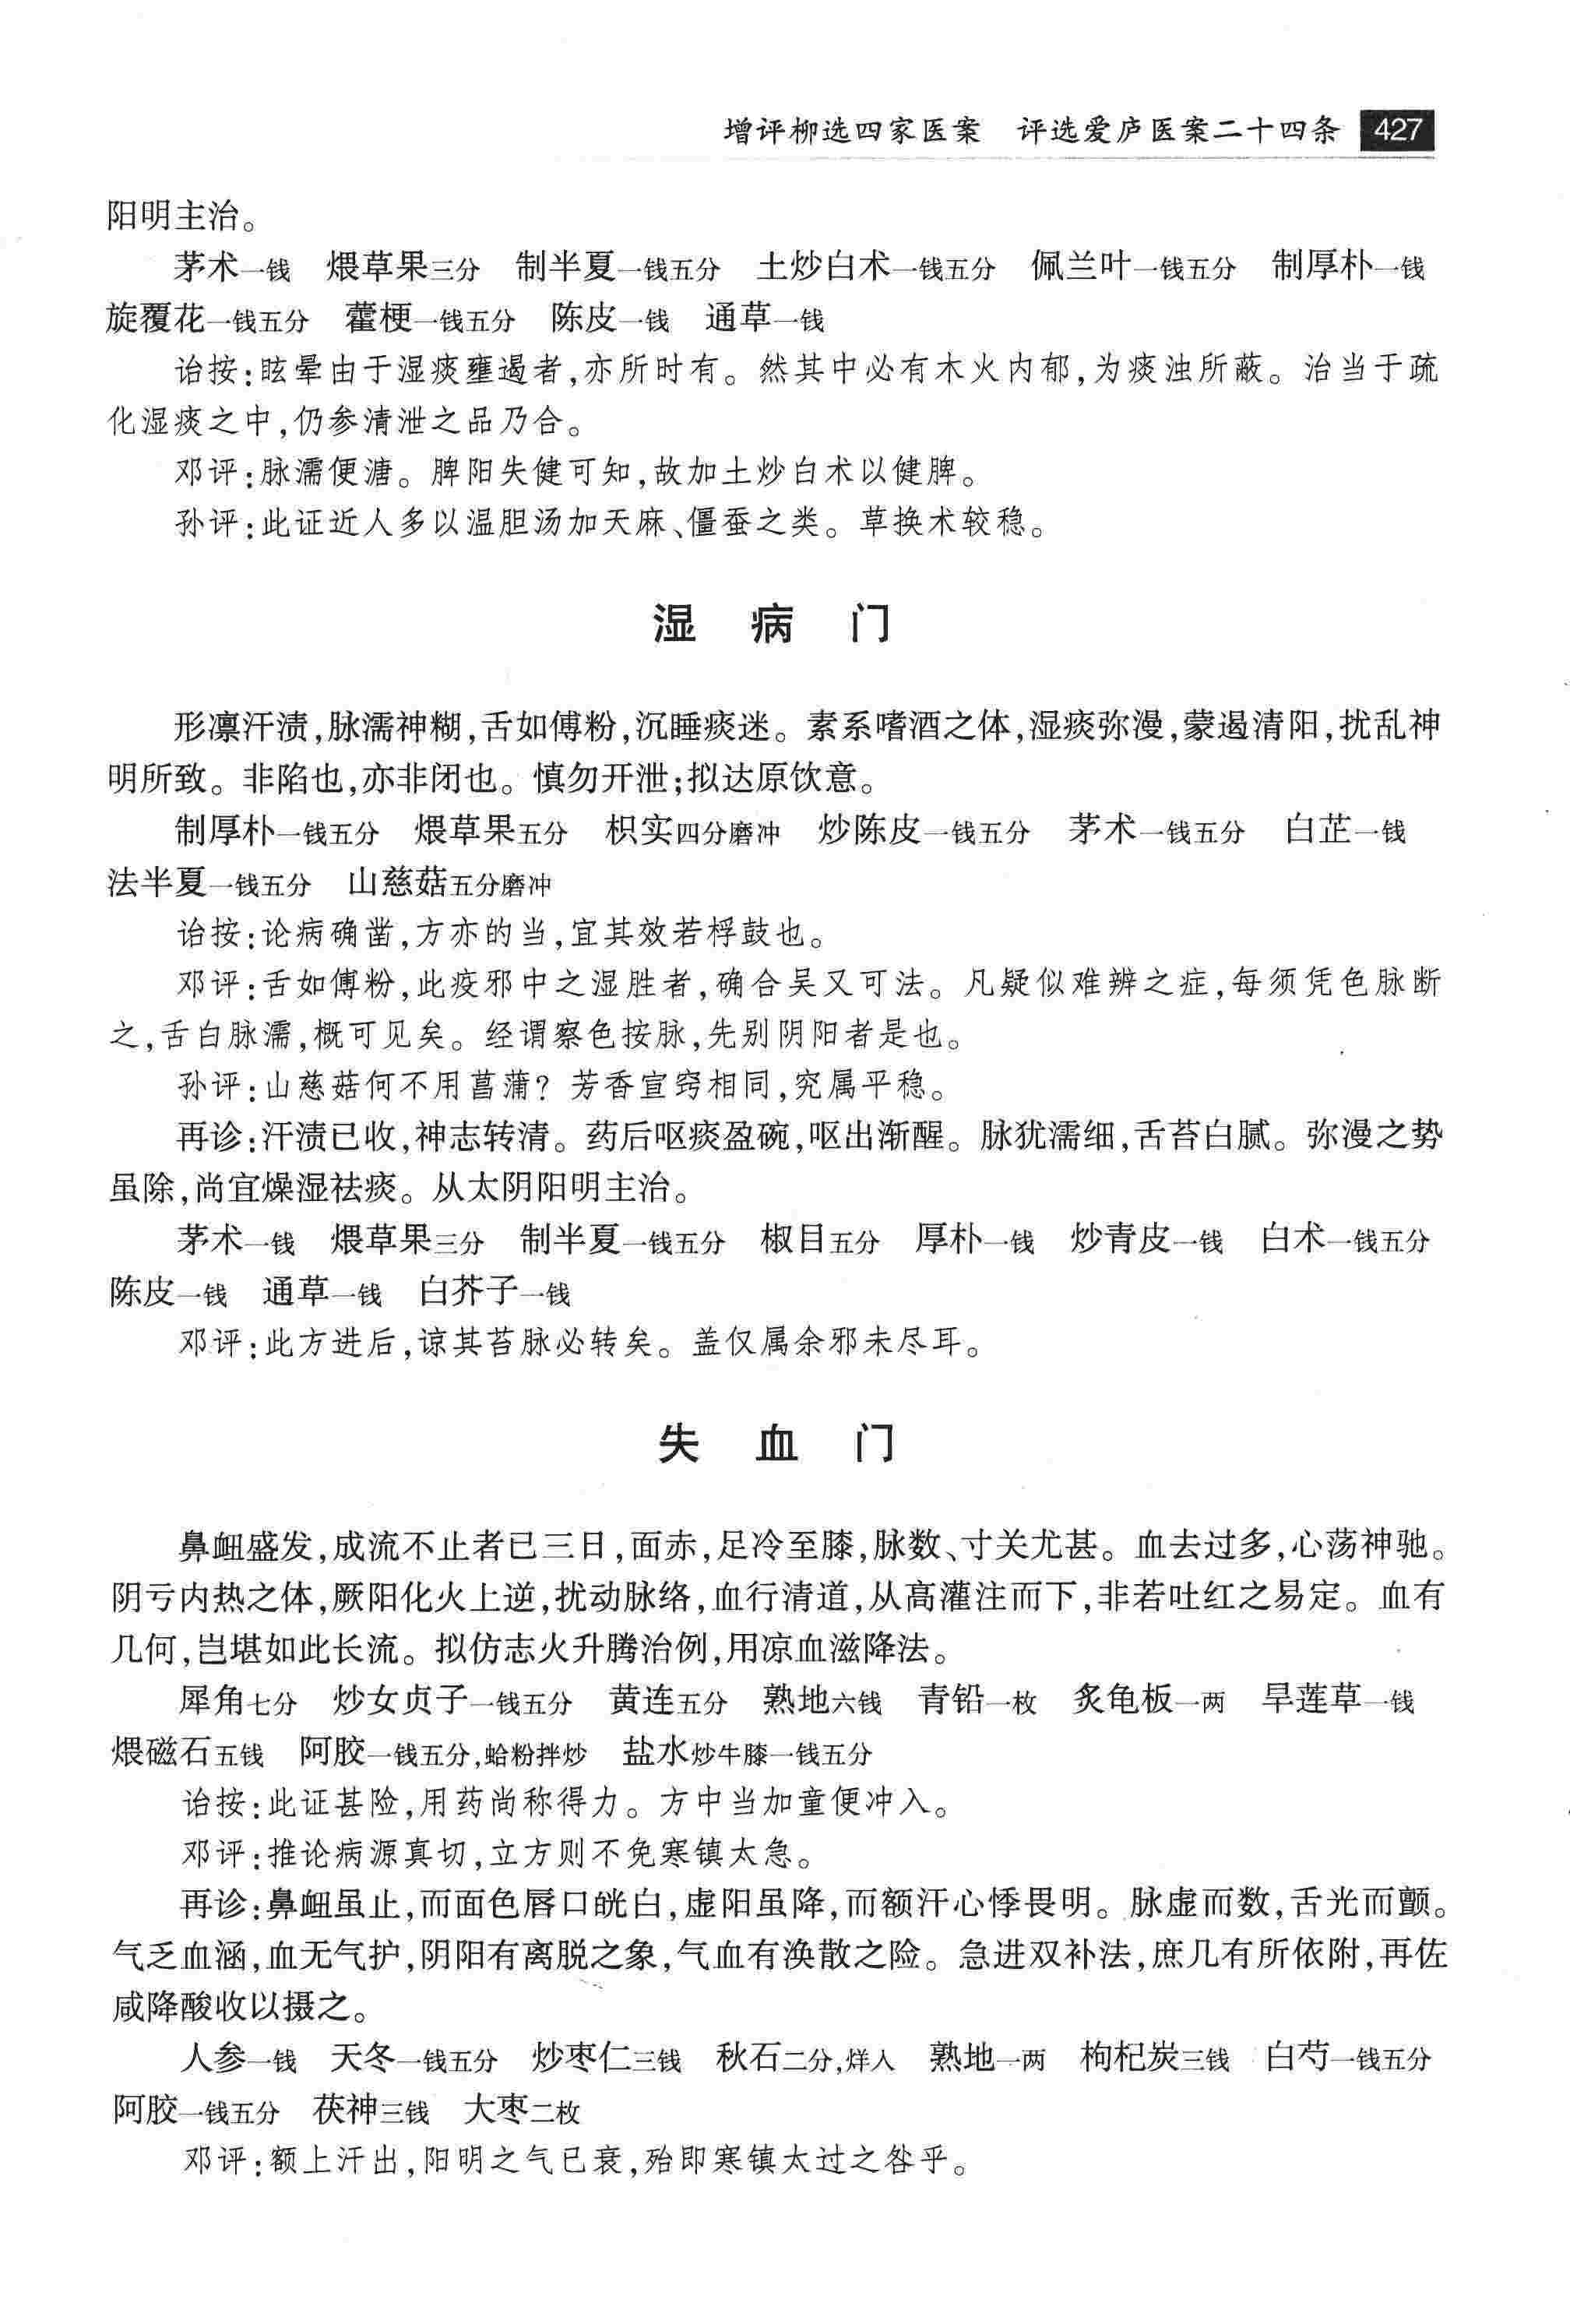 增评柳选四家医案　评选爱庐医案二十四条　427
阳明主治。
茅术一钱　煨草果三分　制半夏一钱五分　土炒白术一钱五分　佩兰叶一钱五分　制厚朴一钱
旋覆花一钱五分　藿梗一钱五分　陈皮一钱　通草一钱
诒按:眩晕由于湿痰壅遏者,亦所时有。然其中必有木火内郁,为痰浊所蔽。治当于疏
化湿痰之中,仍参清泄之品乃合。
邓评:脉濡便溏。脾阳失健可知,故加土炒白术以健脾。
孙评:此证近人多以温胆汤加天麻、僵蚕之类。草换术较稳。
湿病门
形凛汗渍,脉濡神糊,舌如傅粉,沉睡痰迷。素系嗜酒之体,湿痰弥漫,蒙遏清阳,扰乱神
明所致。非陷也,亦非闭也。慎勿开泄;拟达原饮意。
制厚朴一钱五分　煨草果五分　枳实四分磨冲　炒陈皮一钱五分　茅术一钱五分　白芷一钱
法半夏一钱五分　山慈菇五分磨冲
诒按:论病确凿,方亦的当,宜其效若桴鼓也。
邓评:舌如傅粉,此疫邪中之湿胜者,确合吴又可法。凡疑似难辨之症,每须凭色脉断
之,舌白脉濡,概可见矣。经谓察色按脉,先别阴阳者是也。
孙评:山慈菇何不用菖蒲?芳香宣窍相同,究属平稳。
再诊:汗渍已收,神志转清。药后呕痰盈碗,呕出渐醒。脉犹濡细,舌苔白腻。弥漫之势
虽除,尚宜燥湿祛痰。从太阴阳明主治。
茅术一钱　煨草果三分　制半夏一钱五分　椒目五分　厚朴一钱　炒青皮一钱　白术一钱五分
陈皮一钱　通草一钱　白芥子一钱
邓评:此方进后,谅其苔脉必转矣。盖仅属余邪未尽耳。
失血门
鼻衄盛发,成流不止者已三日,面赤,足冷至膝,脉数、寸关尤甚。血去过多,心荡神驰。
阴亏内热之体,厥阳化火上逆,扰动脉络,血行清道,从高灌注而下,非若吐红之易定。血有
几何,岂堪如此长流。拟仿志火升腾治例,用凉血滋降法。
犀角七分　炒女贞子一钱五分　黄连五分　熟地六钱　青铅一枚　炙龟板一两　旱莲草一钱
煨磁石五钱　阿胶一钱五分,蛤粉拌炒　盐水炒牛膝一钱五分
诒按:此证甚险,用药尚称得力。方中当加童便冲入。
邓评:推论病源真切,立方则不免寒镇太急。
再诊:鼻衄虽止,而面色唇口㿠白,虚阳虽降,而额汗心悸畏明。脉虚而数,舌光而颤。
气乏血涵,血无气护,阴阳有离脱之象,气血有涣散之险。急进双补法,庶几有所依附,再佐
咸降酸收以摄之。
人参一钱　天冬一钱五分　炒枣仁三钱　秋石二分,烊入　熟地一两　枸杞炭三钱　白芍一钱五分
阿胶一钱五分　茯神三钱　大枣二枚
邓评:额上汗出,阳明之气已衰,殆即寒镇太过之咎乎。